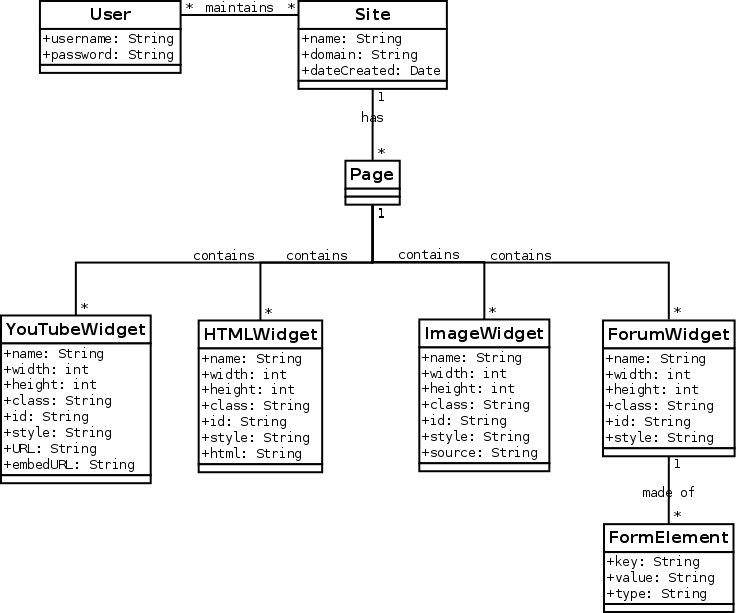 User
+username: String
+password: String
* maintains *
Site
+name: String
+domain: String
+dateCreated: Date
1
has
*
Page
1
contains
contains
contains
contains
*
*
*
*
YouTubeWidget
+name: String
+width: int
+height: int
+class: String
+id: String
+style: String
+URL: String
+embedURL: String
HTMLWidget
+name: String
+width: int
+height: int
+class: String
+id: String
+style: String
+html: String
ImageWidget
+name: String
+width: int
+height: int
+class: String
+id: String
+style: String
+source: String
ForumWidget
+name: String
+width: int
+height: int
+class: String
+id: String
+style: String
1
made of
*
FormElement
+key: String
+value: String
+type: String